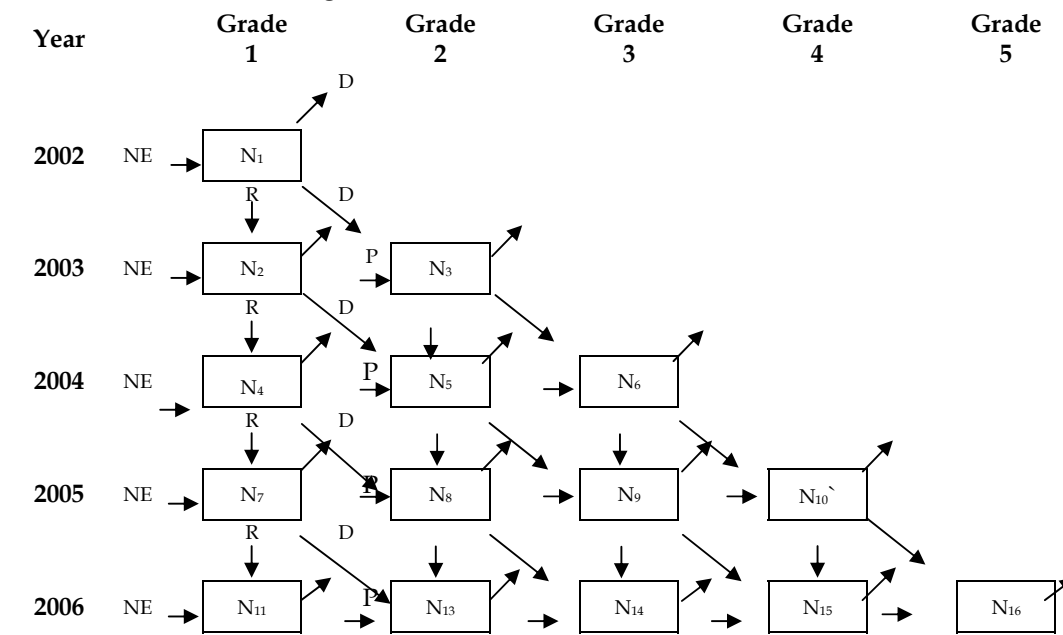 Year Grade 1 Grade 2 Grade 3 Grade 4 Grade 5
D
2002 NE N1
R D
2003 NE N2 P N3
R D
2004 NE N4 P N5 N6
R D
2005 NE N7 P N8 N9 N10`
R D
2006 NE N11 P N13 N14 N15 N16